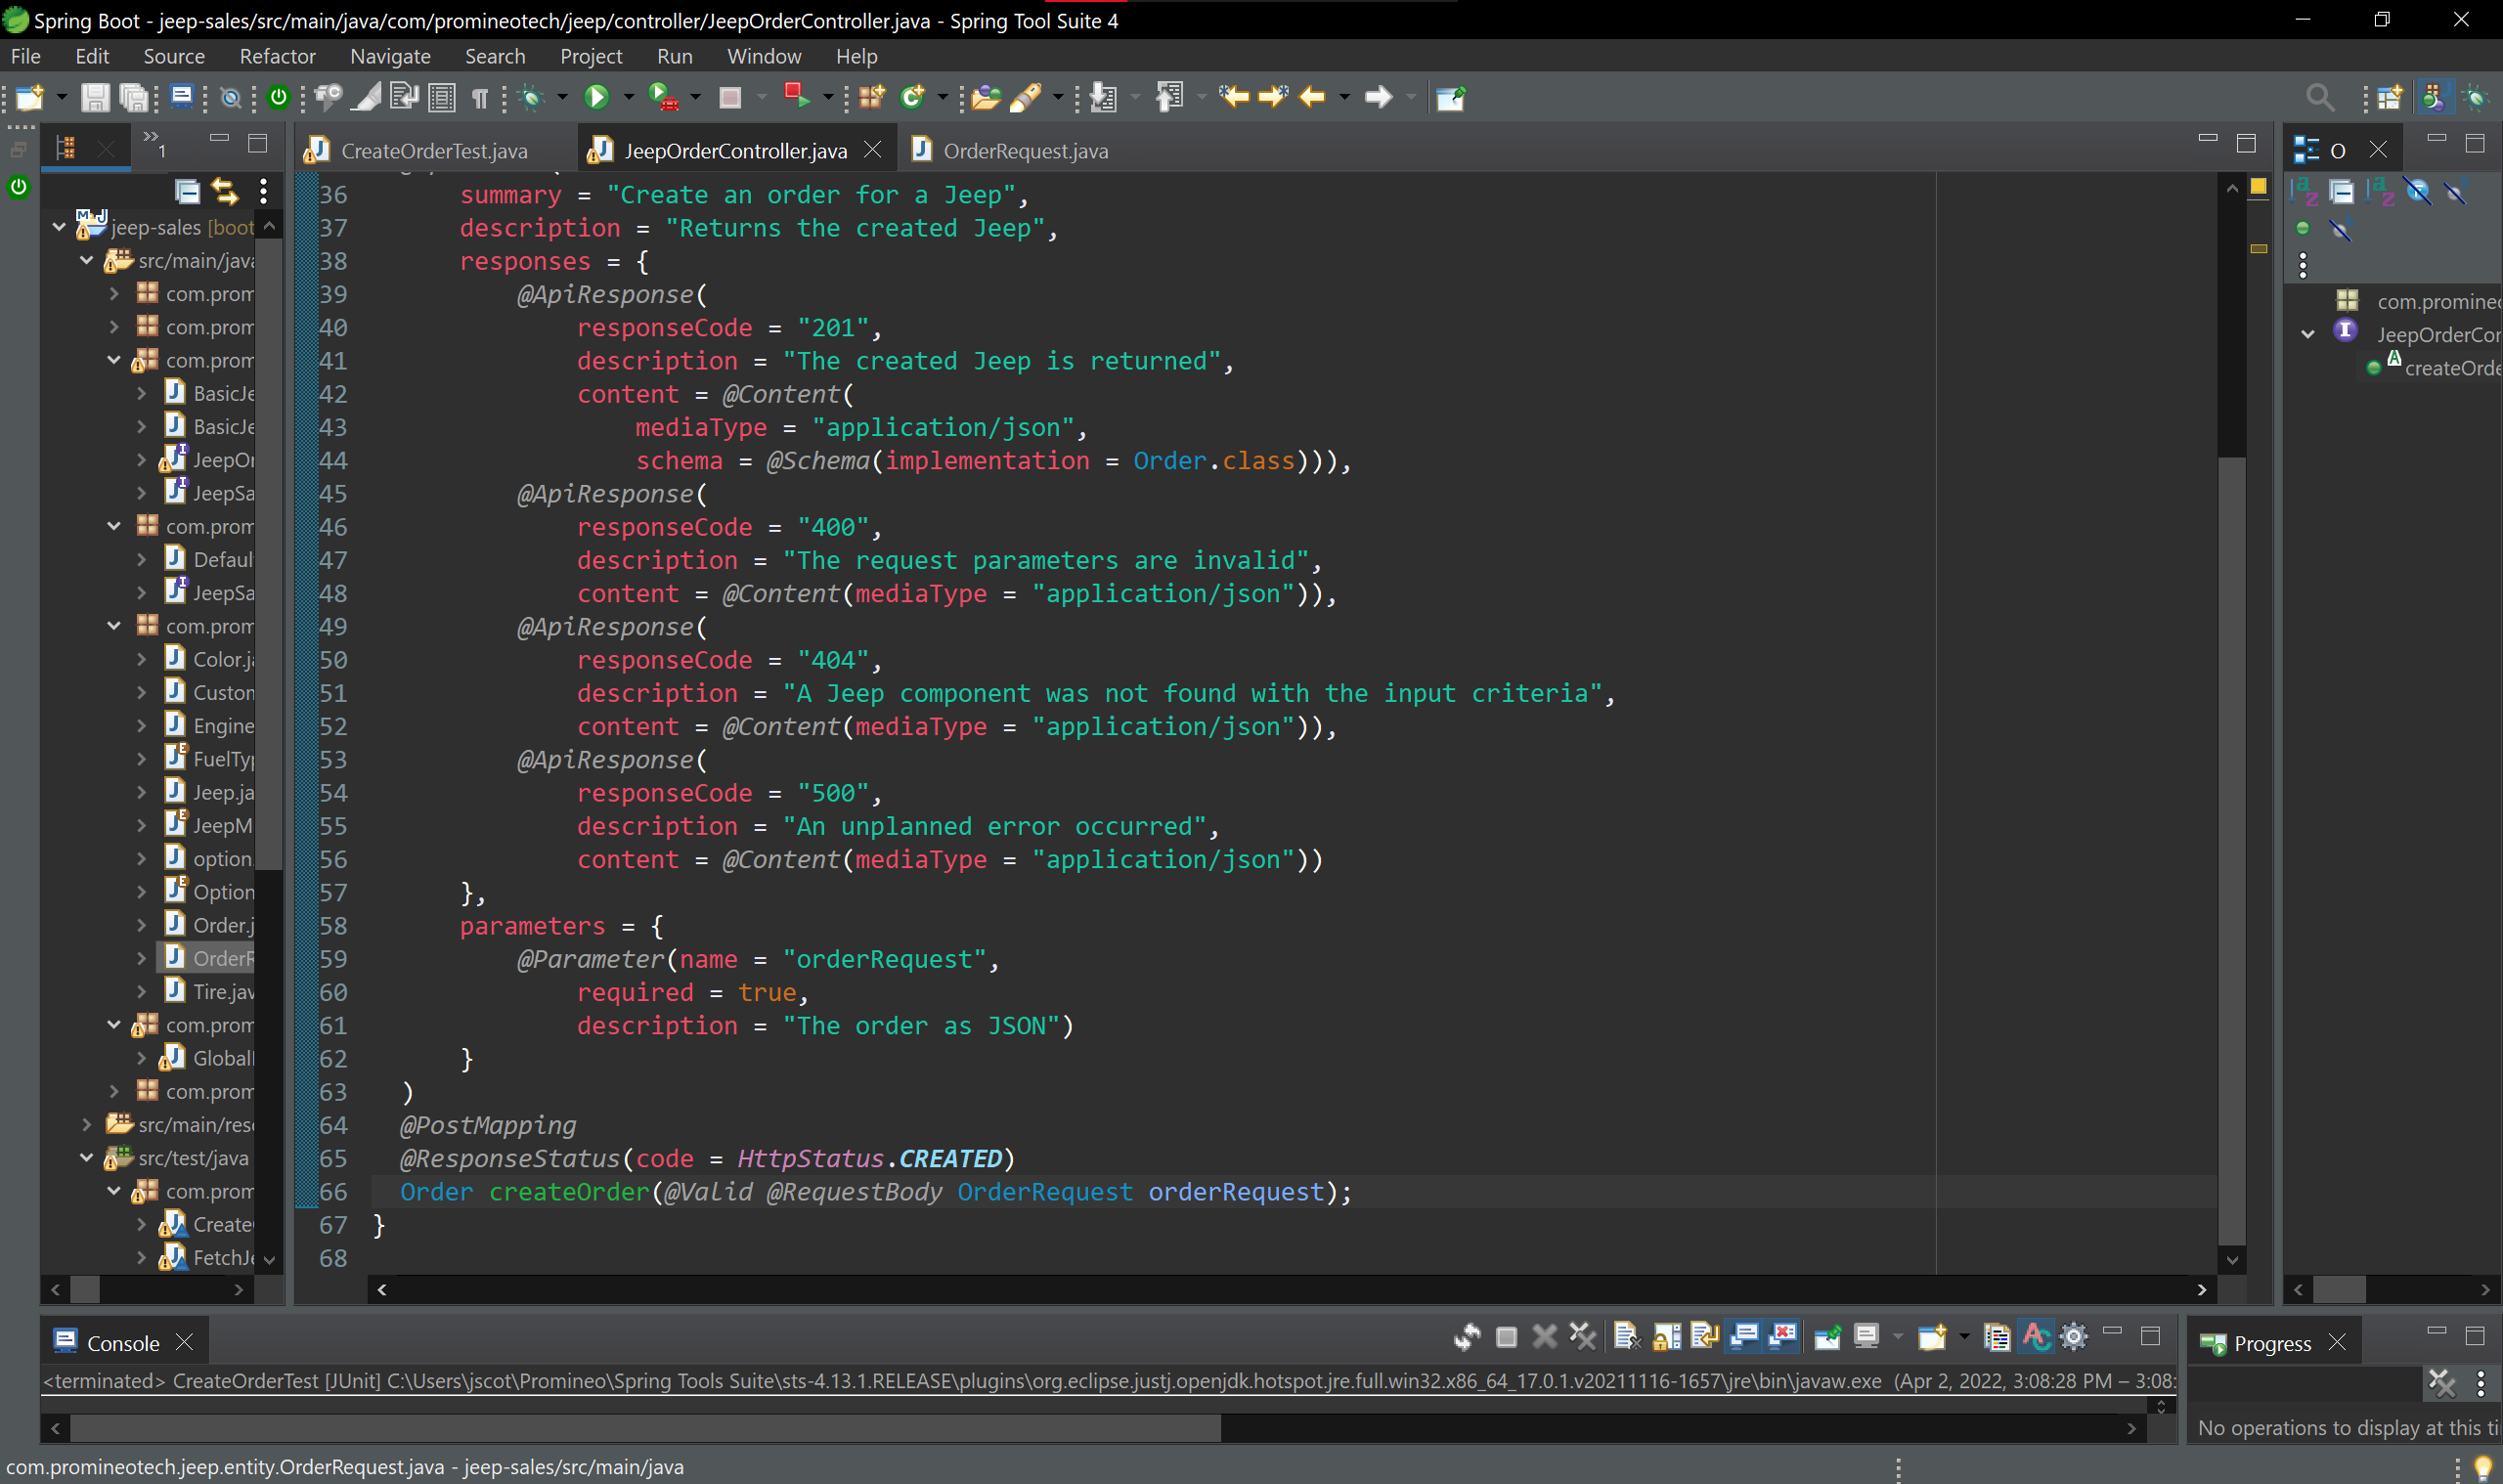 Spring Boot - jeep-sales/src/main/java/com/promineotech/jeep/controller/JeepOrderController.java - Spring Tool Suite 4
File Edit Source Refactor Navigate Search Project Run Window Help
1
CreateOrderTest.java JeepOrderController.java OrderRequest.java
O
jeep-sales [boot
src/main/java
com.prom
com.prom
com.prom
BasicJe
BasicJe
JeepOr
JeepSa
com.prom
Defaul
JeepSa
com.prom
Color.j
Custom
Engine
FuelTyp
Jeep.ja
JeepM
option.
Option
Order.j
OrderR
Tire.jav
com.prom
Globall
com.prom
src/main/reso
src/test/java
com.prom
Create
FetchJe
36 summary = "Create an order for a Jeep",
37 description = "Returns the created Jeep",
38 responses = {
39 @ApiResponse(
40 responseCode = "201",
41 description = "The created Jeep is returned",
42 content = @Content(
43 mediaType = "application/json",
44 schema = @Schema(implementation = Order.class))),
45 @ApiResponse(
46 responseCode = "400",
47 description = "The request parameters are invalid",
48 content = @Content(mediaType = "application/json")),
49 @ApiResponse(
50 responseCode = "404",
51 description = "A Jeep component was not found with the input criteria",
52 content = @Content(mediaType = "application/json")),
53 @ApiResponse(
54 responseCode = "500",
55 description = "An unplanned error occurred",
56 content = @Content(mediaType = "application/json"))
57 },
58 parameters = {
59 @Parameter(name = "orderRequest",
60 required = true,
61 description = "The order as JSON")
62 }
63 )
64 @PostMapping
65 @ResponseStatus(code = HttpStatus.CREATED)
66 Order createOrder(@Valid @RequestBody OrderRequest orderRequest);
67 }
68
com.promineo
JeepOrderCor
createOrde
Console
<terminated> CreateOrderTest [JUnit] C:\Users\jscot\Promineo\Spring Tools Suite\sts-4.13.1.RELEASE\plugins\org.eclipse.justj.openjdk.hotspot.jre.full.win32.x86_64_17.0.1.v20211116-1657\jre\bin\javaw.exe (Apr 2, 2022, 3:08:28 PM – 3:08:
Progress
No operations to display at this ti
com.promineotech.jeep.entity.OrderRequest.java - jeep-sales/src/main/java